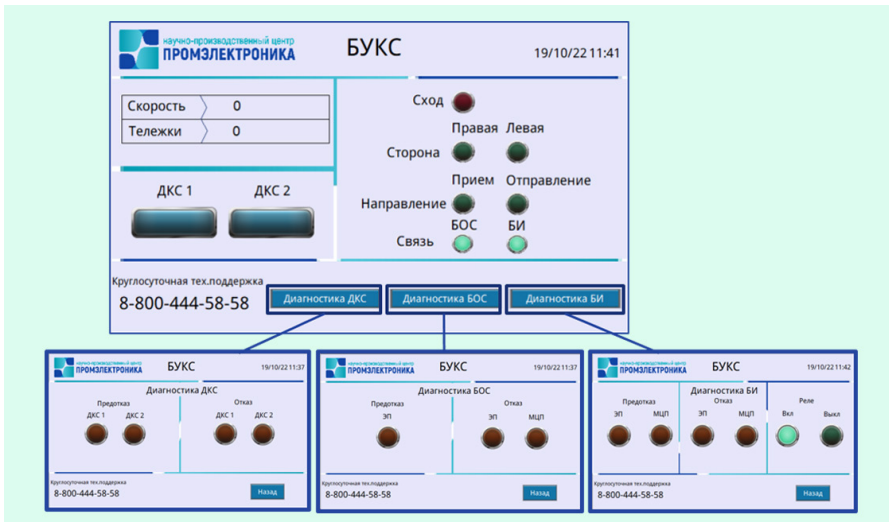 научно-производственный центр
ПРОМЭЛЕКТРОНИКА
БУКС
19/10/22 11:41
Скорость 0
Тележки 0
ДКС 1 ДКС 2
Сход
Правая Левая
Сторона
Прием Отправление
Направление
БОС БИ
Связь
Круглосуточная тех.поддержка
8-800-444-58-58
Диагностика ДКС
Диагностика БОС
Диагностика БИ
научно-производственный центр
ПРОМЭЛЕКТРОНИКА
БУКС
19/10/22 11:37
Диагностика ДКС
Предотказ Отказ
ДКС 1 ДКС 2 ДКС 1 ДКС 2
Круглосуточная тех.поддержка
8-800-444-58-58
Назад
научно-производственный центр
ПРОМЭЛЕКТРОНИКА
БУКС
19/10/22 11:37
Диагностика БОС
Предотказ Отказ
ЭП ЭП МЦП
Круглосуточная тех.поддержка
8-800-444-58-58
Назад
научно-производственный центр
ПРОМЭЛЕКТРОНИКА
БУКС
19/10/22 11:42
Диагностика БИ
Предотказ Отказ Реле
ЭП МЦП ЭП МЦП Вкл Выкл
Круглосуточная тех.поддержка
8-800-444-58-58
Назад